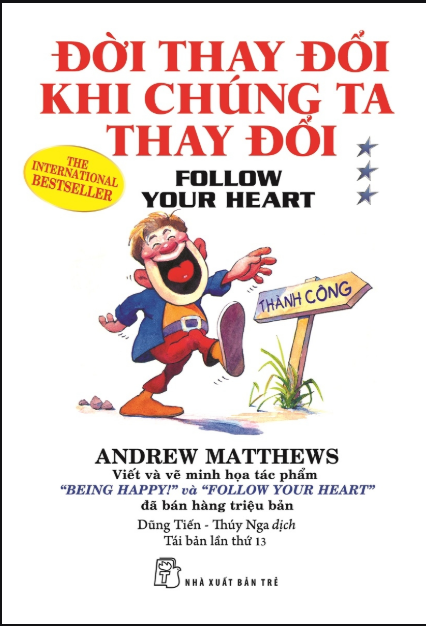 ĐỜI THAY ĐỔI
KHI CHÚNG TA
THAY ĐỔI
THE
INTERNATIONAL
BESTSELLER
FOLLOW
YOUR HEART
THÀNH CÔNG
ANDREW MATTHEWS
Viết và vẽ minh họa tác phẩm
“BEING HAPPY!” và “FOLLOW YOUR HEART”
đã bán hàng triệu bản
Dũng Tiến - Thúy Nga dịch
Tái bản lần thứ 13
NHÀ XUẤT BẢN TRẺ